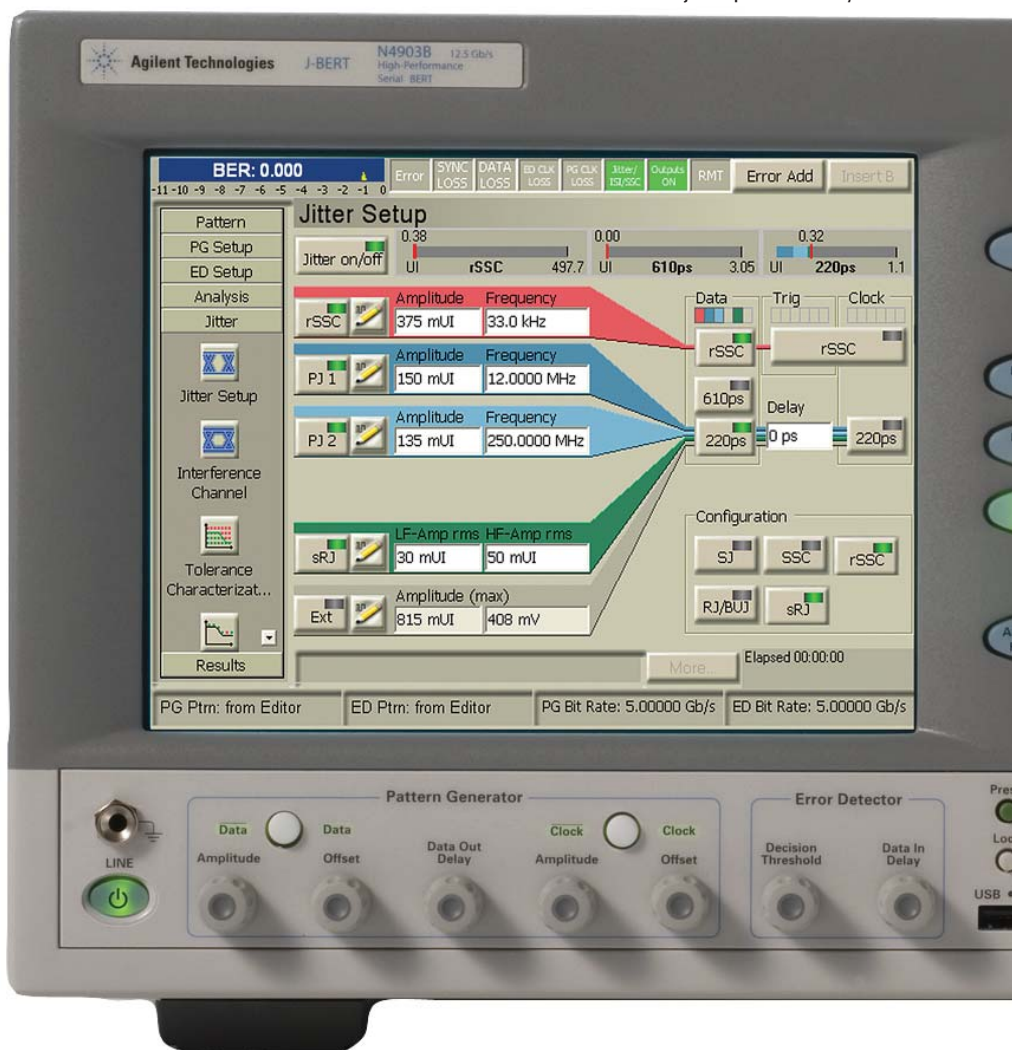 Agilent Technologies J-BERT N4903B 12.5 Gb/s
High-Performance
Serial BERT
BER: 0.000
-11 -10 -9 -8 -7 -6 -5 -4 -3 -2 -1 0
Error
SYNC LOSS
DATA LOSS
ED CLK LOSS
PG CLK LOSS
Jitter/ ISI/SSC
Outputs ON
RMT
Error Add
Insert B
Pattern
PG Setup
ED Setup
Analysis
Jitter
Jitter Setup
Interference
Channel
Tolerance
Characterizat...
Results
Jitter Setup
Jitter on/off
0.38
UI rSSC 497.7
0.00
UI 610ps 3.05
0.32
UI 220ps 1.1
Amplitude Frequency
rSSC 375 mUI 33.0 kHz
Amplitude Frequency
PJ 1 150 mUI 12.0000 MHz
Amplitude Frequency
PJ 2 135 mUI 250.0000 MHz
LF-Amp rms HF-Amp rms
sRJ 30 mUI 50 mUI
Amplitude (max)
Ext 815 mUI 408 mV
Data Trig Clock
rSSC rSSC
610ps
Delay
220ps 0 ps 220ps
Configuration
SJ SSC rSSC
RJ/BUJ sRJ
More...
Elapsed 00:00:00
PG Ptrn: from Editor ED Ptrn: from Editor PG Bit Rate: 5.00000 Gb/s ED Bit Rate: 5.00000 Gb/s
Pattern Generator
Data Data
Clock Clock
Amplitude Offset
Data Out
Delay
Amplitude Offset
Error Detector
Decision
Threshold
Data In
Delay
LINE
USB